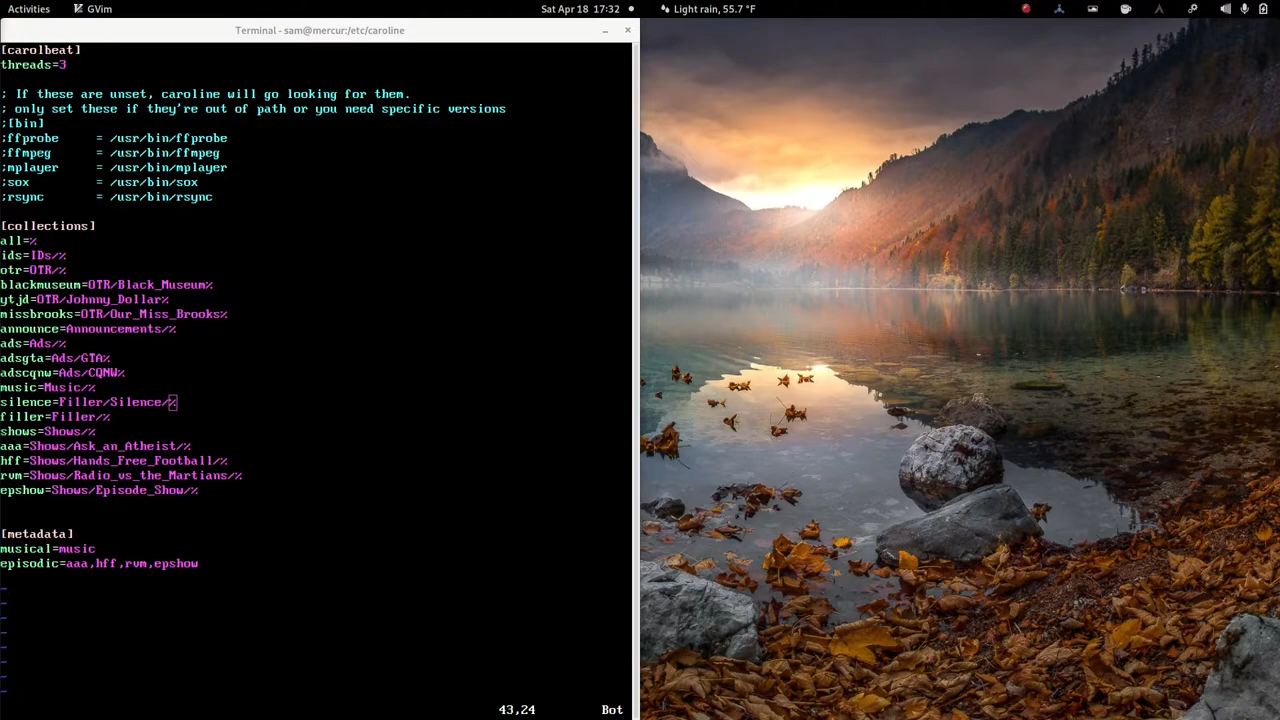 Activities GVim Sat Apr 18 17:32 Light rain, 55.7 °F
Terminal - sam@mercur:/etc/caroline
[carolbeat]
threads=3
; If these are unset, caroline will go looking for them.
; only set these if they're out of path or you need specific versions
;[bin]
;ffprobe = /usr/bin/ffprobe
;ffmpeg = /usr/bin/ffmpeg
;mplayer = /usr/bin/mplayer
;sox = /usr/bin/sox
;rsync = /usr/bin/rsync
[collections]
all=%
ids=IDs/%
otr=OTR/%
blackmuseum=OTR/Black_Museum%
ytjd=OTR/Johnny_Dollar%
missbrooks=OTR/Our_Miss_Brooks%
announce=Announcements/%
ads=Ads/%
adsgta=Ads/GTA%
adscqnw=Ads/CQNW%
music=Music/%
silence=Filler/Silence/%
filler=Filler/%
shows=Shows/%
aaa=Shows/Ask_an_Atheist/%
hff=Shows/Hands_Free_Football/%
rvm=Shows/Radio_vs_the_Martians/%
epshow=Shows/Episode_Show/%
[metadata]
musical=music
episodic=aaa,hff,rvm,epshow
~
~
~
~
~
~
~
~
43,24 Bot